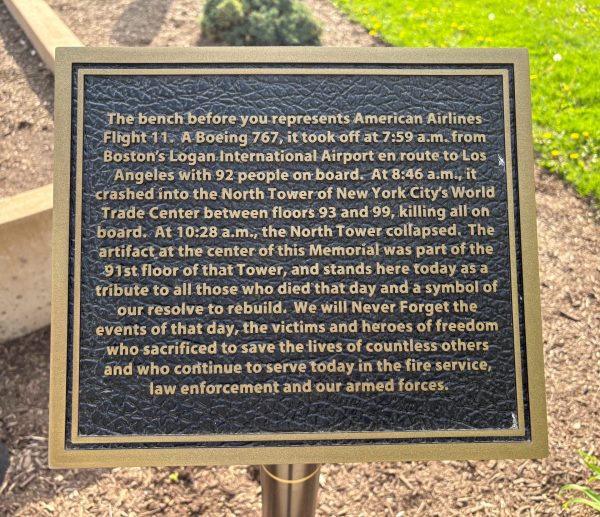 The bench before you represents American Airlines
Flight 11.  A Boeing 767, it took off at 7:59 a.m. from
Boston's Logan International Airport en route to Los
Angeles with 92 people on board.  At 8:46 a.m., it
crashed into the North Tower of New York City's World
Trade Center between floors 93 and 99, killing all on
board.  At 10:28 a.m., the North Tower collapsed.  The
artifact at the center of this Memorial was part of the
91st floor of that Tower, and stands here today as a
tribute to all those who died that day and a symbol of
our resolve to rebuild.  We will Never Forget the
events of that day, the victims and heroes of freedom
who sacrificed to save the lives of countless others
and who continue to serve today in the fire service,
law enforcement and our armed forces.